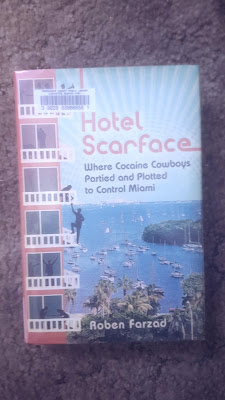 Hotel
Scarface
Where Cocaine Cowboys
Partied and Plotted
to Control Miami
Roben Farzad